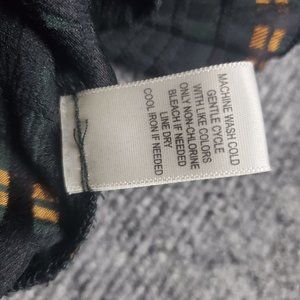 MACHINE WASH COLD
GENTLE CYCLE
WITH LIKE COLORS
ONLY NON-CHLORINE
BLEACH IF NEEDED
LINE DRY
COOL IRON IF NEEDED